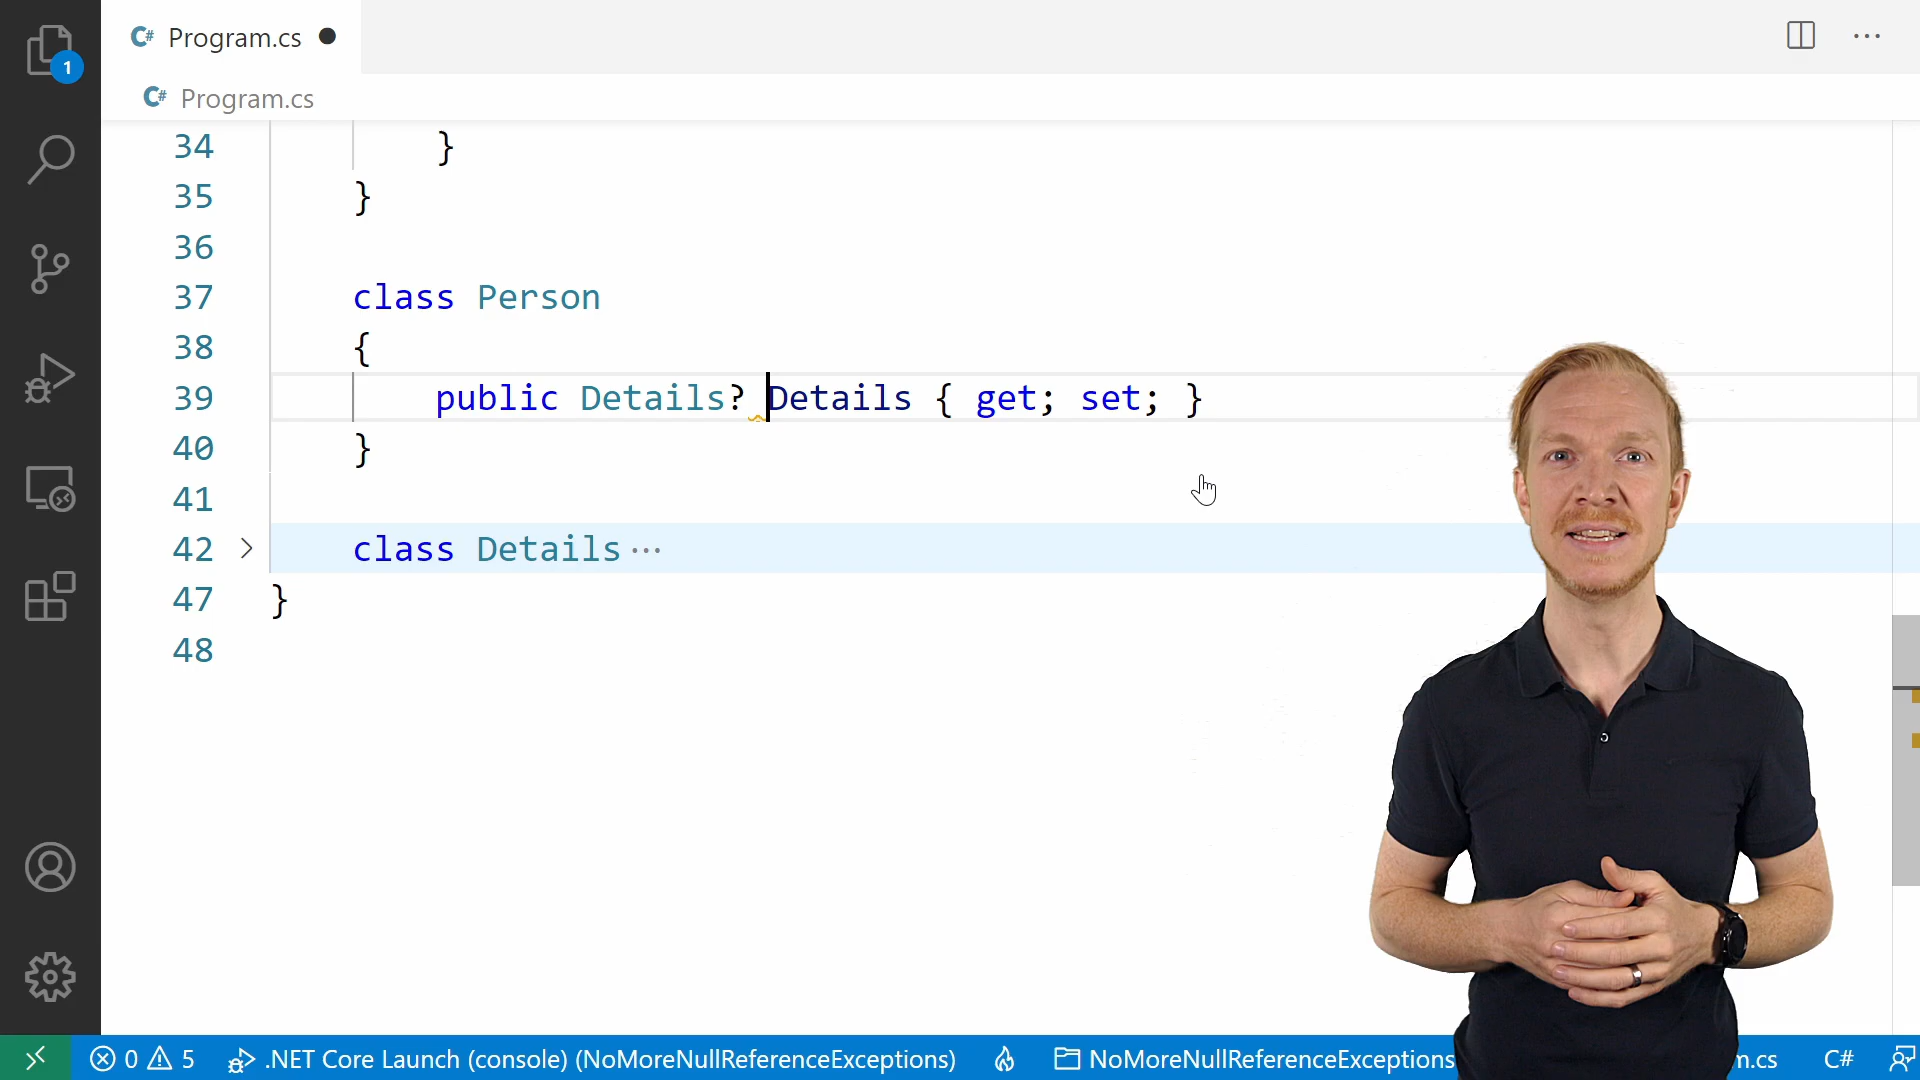 C# Program.cs
1
C# Program.cs
34 }
35 }
36
37 class Person
38 {
39 public Details? Details { get; set; }
40 }
41
42 class Details ...
47 }
48
0 5 .NET Core Launch (console) (NoMoreNullReferenceExceptions) NoMoreNullReferenceExceptions .cs C#